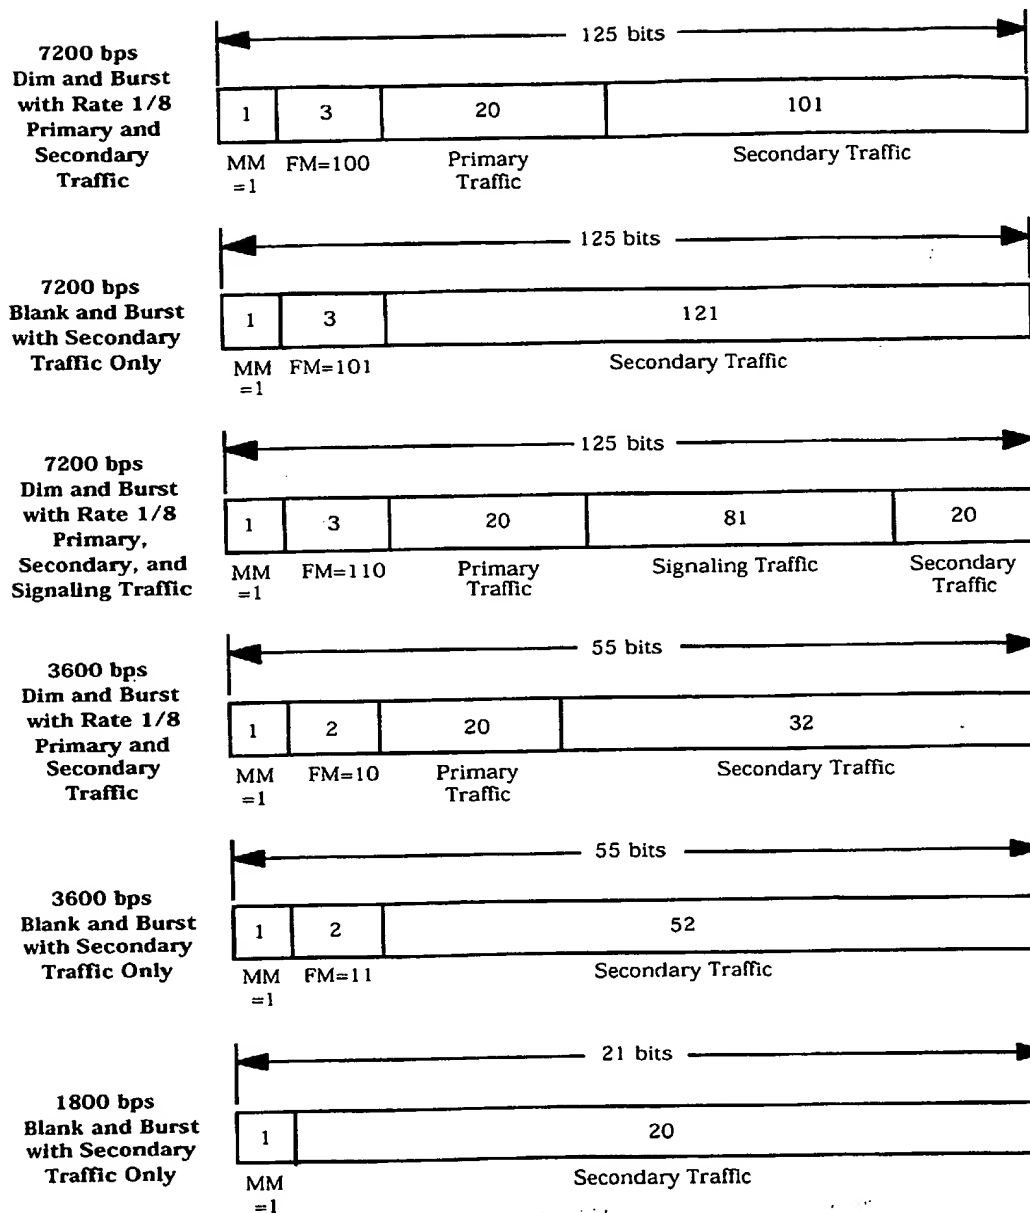 7200 bps
Dim and Burst
with Rate 1/8
Primary and
Secondary
Traffic
125 bits
1 3 20 101
MM
=1
FM=100
Primary
Traffic
Secondary Traffic
7200 bps
Blank and Burst
with Secondary
Traffic Only
125 bits
1 3 121
MM
=1
FM=101
Secondary Traffic
7200 bps
Dim and Burst
with Rate 1/8
Primary,
Secondary, and
Signaling Traffic
125 bits
1 3 20 81 20
MM
=1
FM=110
Primary
Traffic
Signaling Traffic
Secondary
Traffic
3600 bps
Dim and Burst
with Rate 1/8
Primary and
Secondary
Traffic
55 bits
1 2 20 32
MM
=1
FM=10
Primary
Traffic
Secondary Traffic
3600 bps
Blank and Burst
with Secondary
Traffic Only
55 bits
1 2 52
MM
=1
FM=11
Secondary Traffic
1800 bps
Blank and Burst
with Secondary
Traffic Only
21 bits
1 20
MM
=1
Secondary Traffic